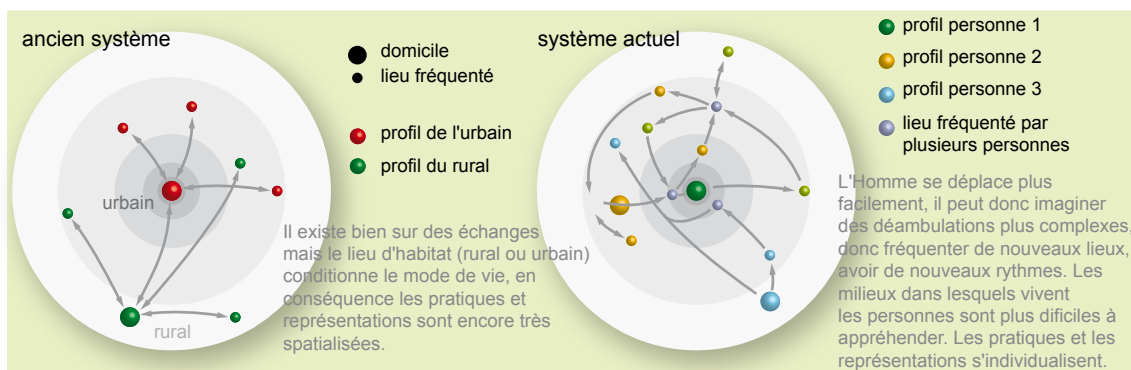 ancien système
domicile
lieu fréquenté
profil de l'urbain
profil du rural
urbain
rural
Il existe bien sur des échanges
mais le lieu d'habitat (rural ou urbain)
conditionne le mode de vie, en
conséquence les pratiques et
représentations sont encore très
spatialisées.
système actuel
profil personne 1
profil personne 2
profil personne 3
lieu fréquenté par
plusieurs personnes
L'Homme se déplace plus
facilement, il peut donc imaginer
des déambulations plus complexes,
donc fréquenter de nouveaux lieux,
avoir de nouveaux rythmes. Les
milieux dans lesquels vivent
les personnes sont plus dificiles à
appréhender. Les pratiques et les
représentations s'individualisent.